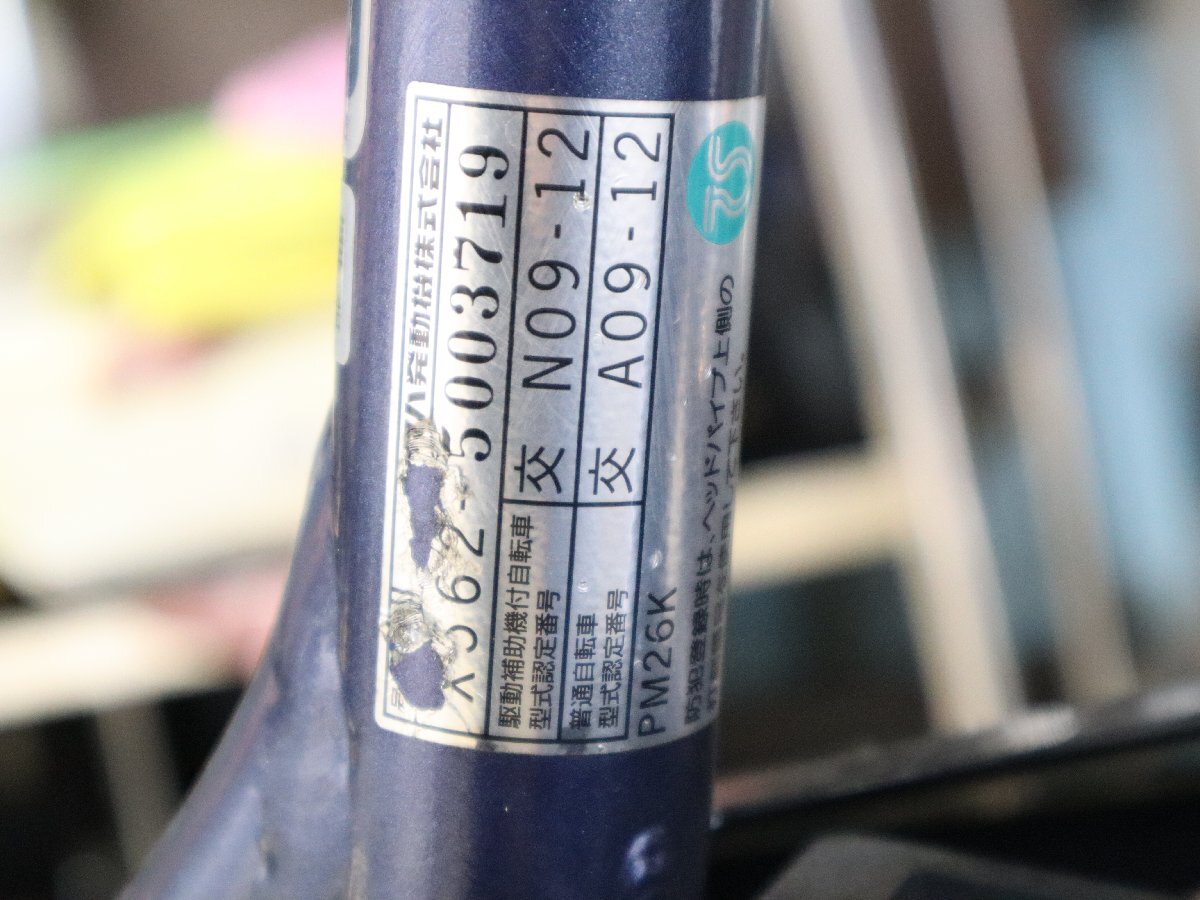 ハ発動機株式会社
X562-5003719
駆動補助機付自転車
型式認定番号
交 N09-12
普通自転車
型式認定番号
交 A09-12
PM26K
防犯登録時は、ヘッドパイプ上側の